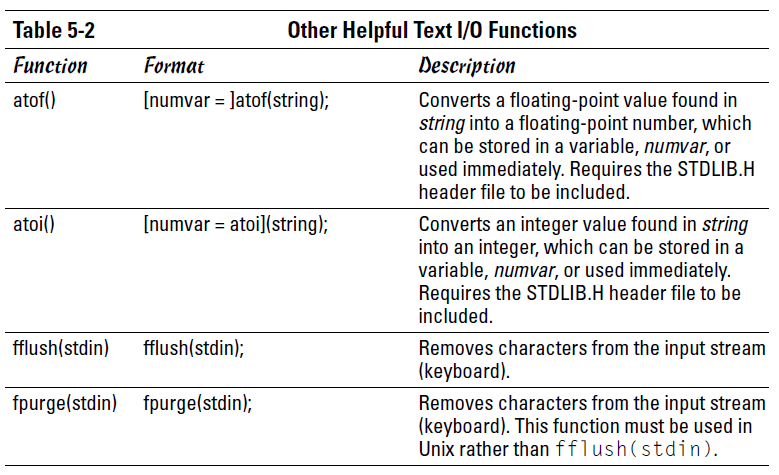 Table 5-2 Other Helpful Text I/O Functions
Function Format Description
atof() [numvar = ]atof(string); Converts a floating-point value found in
string into a floating-point number, which
can be stored in a variable, numvar, or
used immediately. Requires the STDLIB.H
header file to be included.
atoi() [numvar = atoi](string); Converts an integer value found in string
into an integer, which can be stored in a
variable, numvar, or used immediately.
Requires the STDLIB.H header file to be
included.
fflush(stdin) fflush(stdin); Removes characters from the input stream
(keyboard).
fpurge(stdin) fpurge(stdin); Removes characters from the input stream
(keyboard). This function must be used in
Unix rather than fflush(stdin).